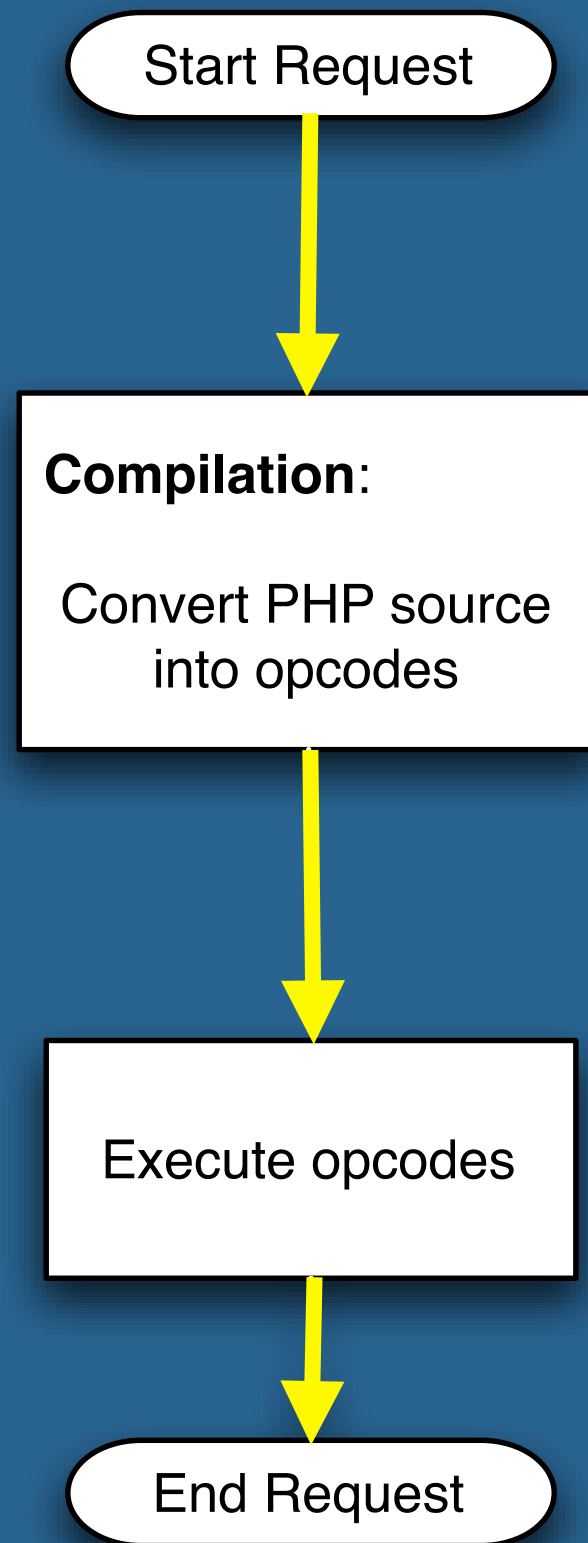 Start Request
Compilation:
Convert PHP source
into opcodes
Execute opcodes
End Request